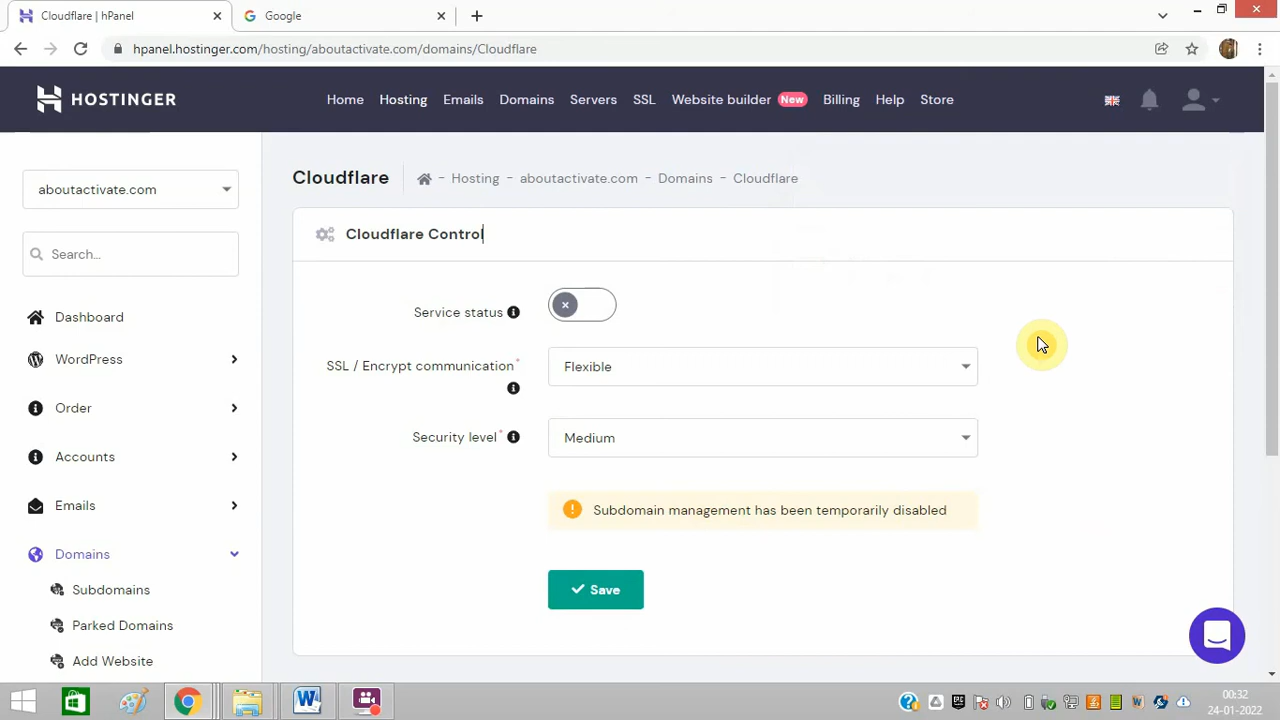 Cloudflare | hPanel
Google
hpanel.hostinger.com/hosting/aboutactivate.com/domains/Cloudflare
HOSTINGER
Home Hosting Emails Domains Servers SSL Website builder New Billing Help Store
aboutactivate.com
Cloudflare - Hosting - aboutactivate.com - Domains - Cloudflare
Search...
Cloudflare Control
Service status
Dashboard
SSL / Encrypt communication*
Flexible
WordPress
Order
Security level*
Medium
Accounts
Emails
Subdomain management has been temporarily disabled
Domains
Subdomains
Save
Parked Domains
Add Website
00:32
24-01-2022